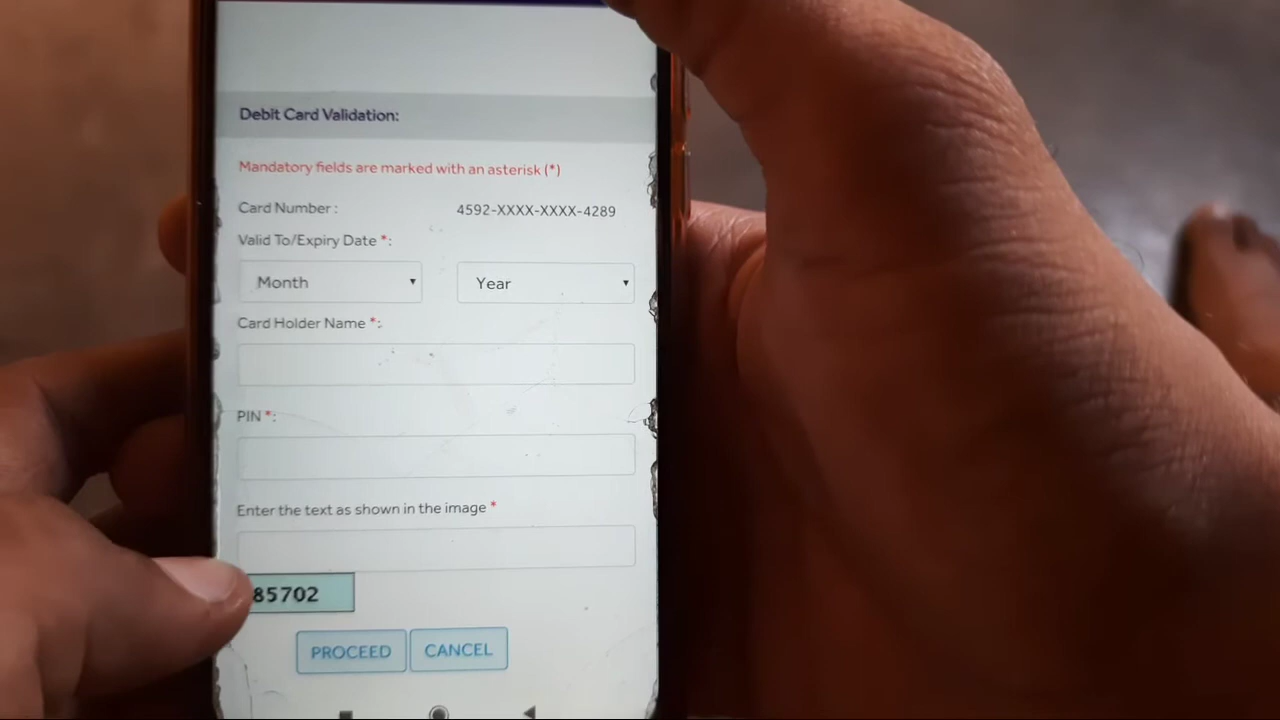 Debit Card Validation:
Mandatory fields are marked with an asterisk (*)
Card Number : 4592-XXXX-XXXX-4289
Valid To/Expiry Date *:
Month Year
Card Holder Name *:
PIN *:
Enter the text as shown in the image *
85702
PROCEED CANCEL